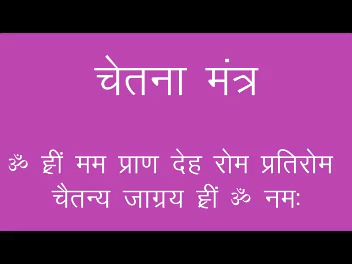 चेतना मंत्र
ॐ ह्रीं मम प्राण देह रोम प्रतिरोम
चैतन्य जाग्रय ह्रीं ॐ नमः